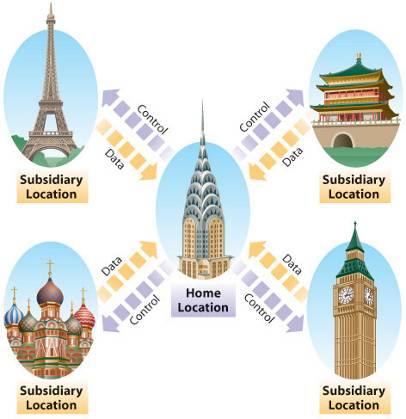 Control
Data
Control
Data
Subsidiary
Location
Subsidiary
Location
Data
Control
Home
Location
Data
Control
Subsidiary
Location
Subsidiary
Location